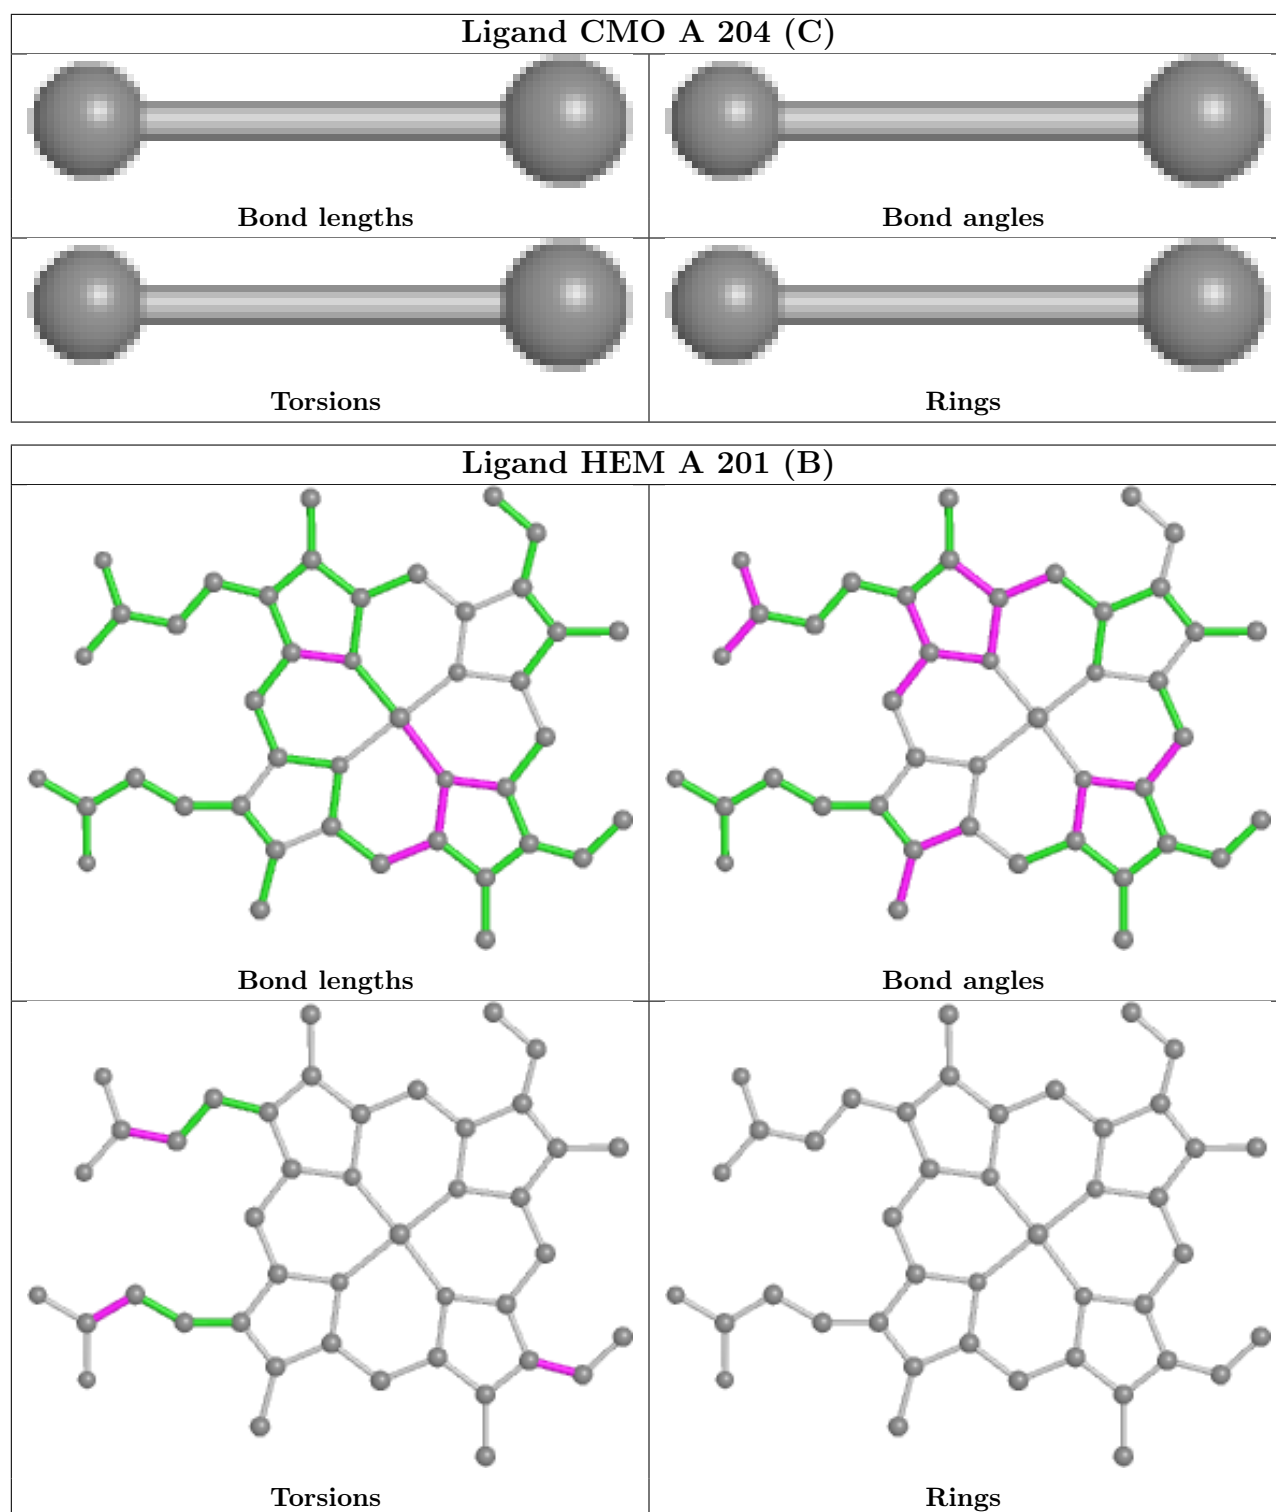 Ligand CMO A 204 (C)
Bond lengths
Bond angles
Torsions
Rings
Ligand HEM A 201 (B)
Bond lengths
Bond angles
Torsions
Rings